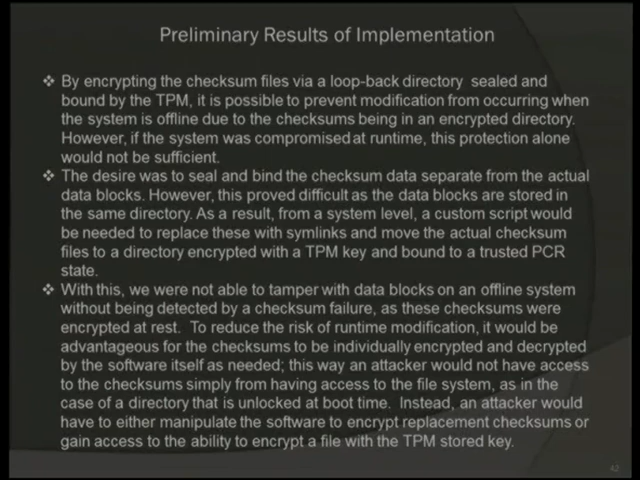 Preliminary Results of Implementation
❖ By encrypting the checksum files via a loop-back directory sealed and
bound by the TPM, it is possible to prevent modification from occurring when
the system is offline due to the checksums being in an encrypted directory.
However, if the system was compromised at runtime, this protection alone
would not be sufficient.
❖ The desire was to seal and bind the checksum data separate from the actual
data blocks. However, this proved difficult as the data blocks are stored in
the same directory. As a result, from a system level, a custom script would
be needed to replace these with symlinks and move the actual checksum
files to a directory encrypted with a TPM key and bound to a trusted PCR
state.
❖ With this, we were not able to tamper with data blocks on an offline system
without being detected by a checksum failure, as these checksums were
encrypted at rest. To reduce the risk of runtime modification, it would be
advantageous for the checksums to be individually encrypted and decrypted
by the software itself as needed; this way an attacker would not have access
to the checksums simply from having access to the file system, as in the
case of a directory that is unlocked at boot time. Instead, an attacker would
have to either manipulate the software to encrypt replacement checksums or
gain access to the ability to encrypt a file with the TPM stored key.
42